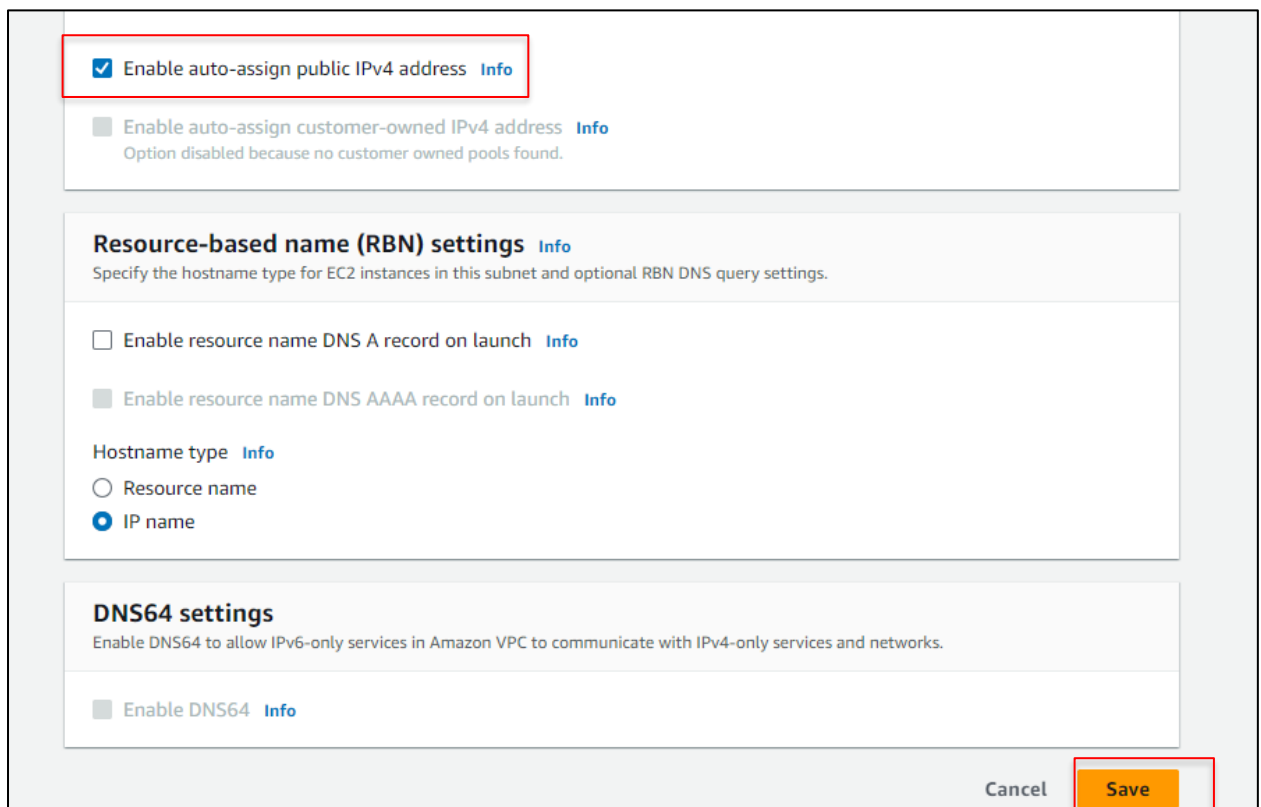 Enable auto-assign public IPv4 address Info
Enable auto-assign customer-owned IPv4 address Info
Option disabled because no customer owned pools found.
Resource-based name (RBN) settings Info
Specify the hostname type for EC2 instances in this subnet and optional RBN DNS query settings.
Enable resource name DNS A record on launch Info
Enable resource name DNS AAAA record on launch Info
Hostname type Info
Resource name
IP name
DNS64 settings
Enable DNS64 to allow IPv6-only services in Amazon VPC to communicate with IPv4-only services and networks.
Enable DNS64 Info
Cancel Save